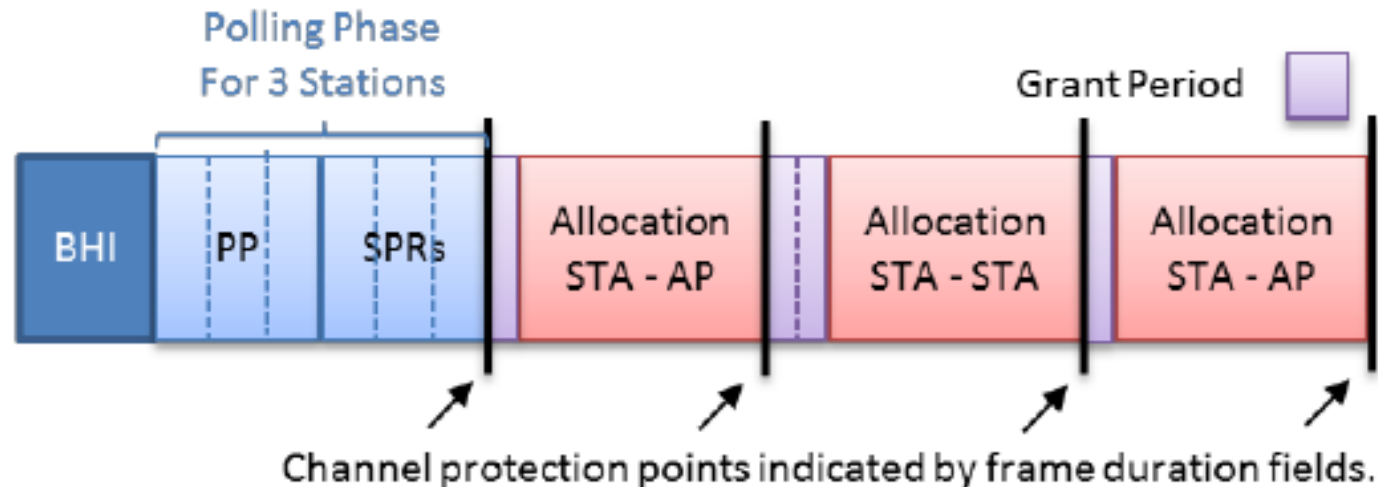 Polling Phase
For 3 Stations
Grant Period
BHI
PP
SPRs
Allocation
STA - AP
Allocation
STA - STA
Allocation
STA - AP
Channel protection points indicated by frame duration fields.